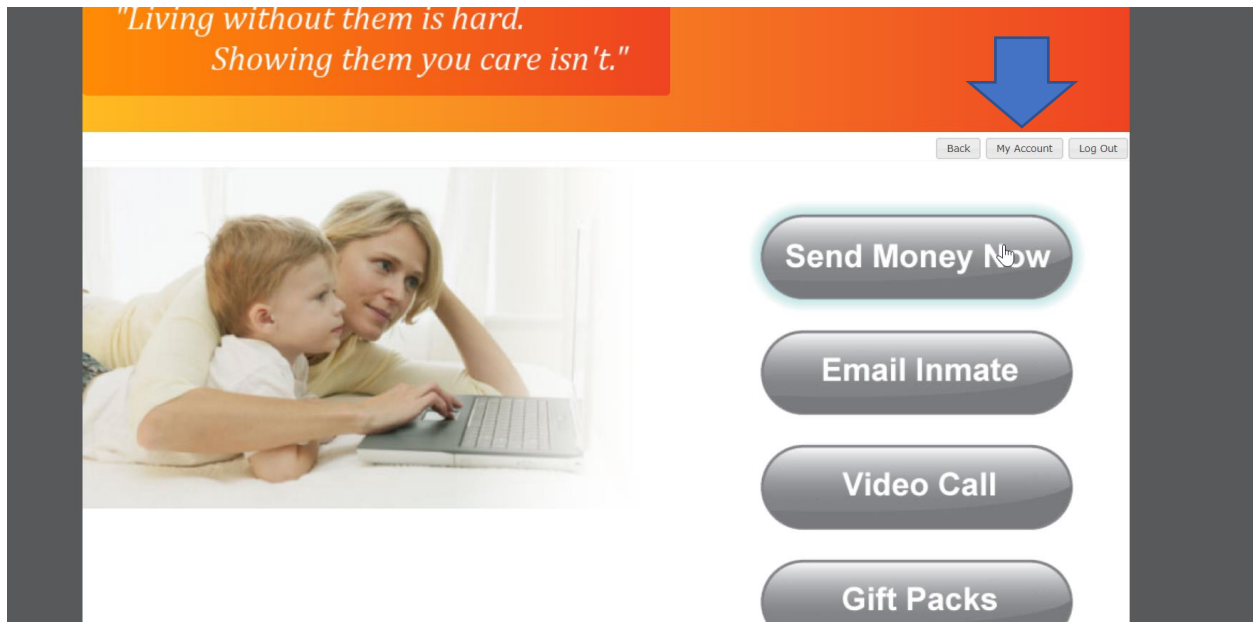 "Living without them is hard.
Showing them you care isn't."
Back My Account Log Out
Send Money Now
Email Inmate
Video Call
Gift Packs